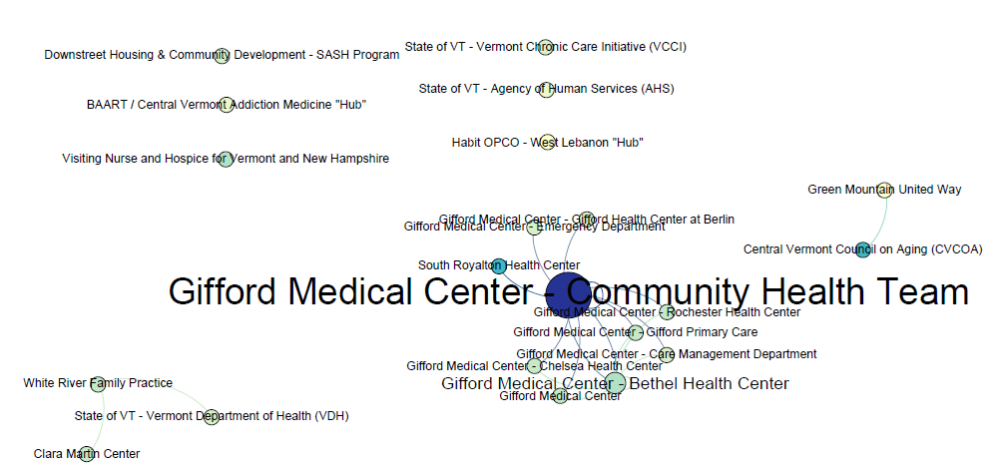 State of VT - Vermont Chronic Care Initiative (VCCI)
Downstreet Housing & Community Development - SASH Program
State of VT - Agency of Human Services (AHS)
BAART / Central Vermont Addiction Medicine "Hub"
Habit OPCO - West Lebanon "Hub"
Visiting Nurse and Hospice for Vermont and New Hampshire
Green Mountain United Way
Gifford Medical Center - Gifford Health Center at Berlin
Gifford Medical Center - Emergency Department
Central Vermont Council on Aging (CVCOA)
South Royalton Health Center
Gifford Medical Center - Community Health Team
Gifford Medical Center - Rochester Health Center
Gifford Medical Center - Gifford Primary Care
Gifford Medical Center - Care Management Department
Gifford Medical Center - Chelsea Health Center
Gifford Medical Center - Bethel Health Center
White River Family Practice
Gifford Medical Center
State of VT - Vermont Department of Health (VDH)
Clara Martin Center